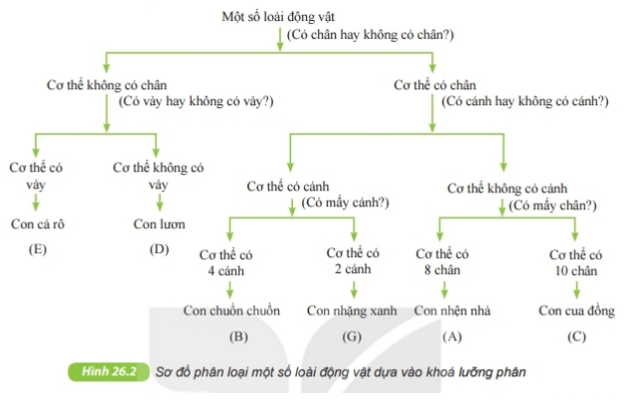 Một số loài động vật
(Có chân hay không có chân?)
Cơ thể không có chân
(Có vảy hay không có vảy?)
Cơ thể có chân
(Có cánh hay không có cánh?)
Cơ thể có
vảy
Cơ thể không có
vảy
Cơ thể có cánh
(Có mấy cánh?)
Cơ thể không có cánh
(Có mấy chân?)
Con cá rô
(E)
Con lươn
(D)
Cơ thể có
4 cánh
Cơ thể có
2 cánh
Cơ thể có
8 chân
Cơ thể có
10 chân
Con chuồn chuồn
(B)
Con nhặng xanh
(G)
Con nhện nhà
(A)
Con cua đồng
(C)
Hình 26.2 Sơ đồ phân loại một số loài động vật dựa vào khoá lưỡng phân